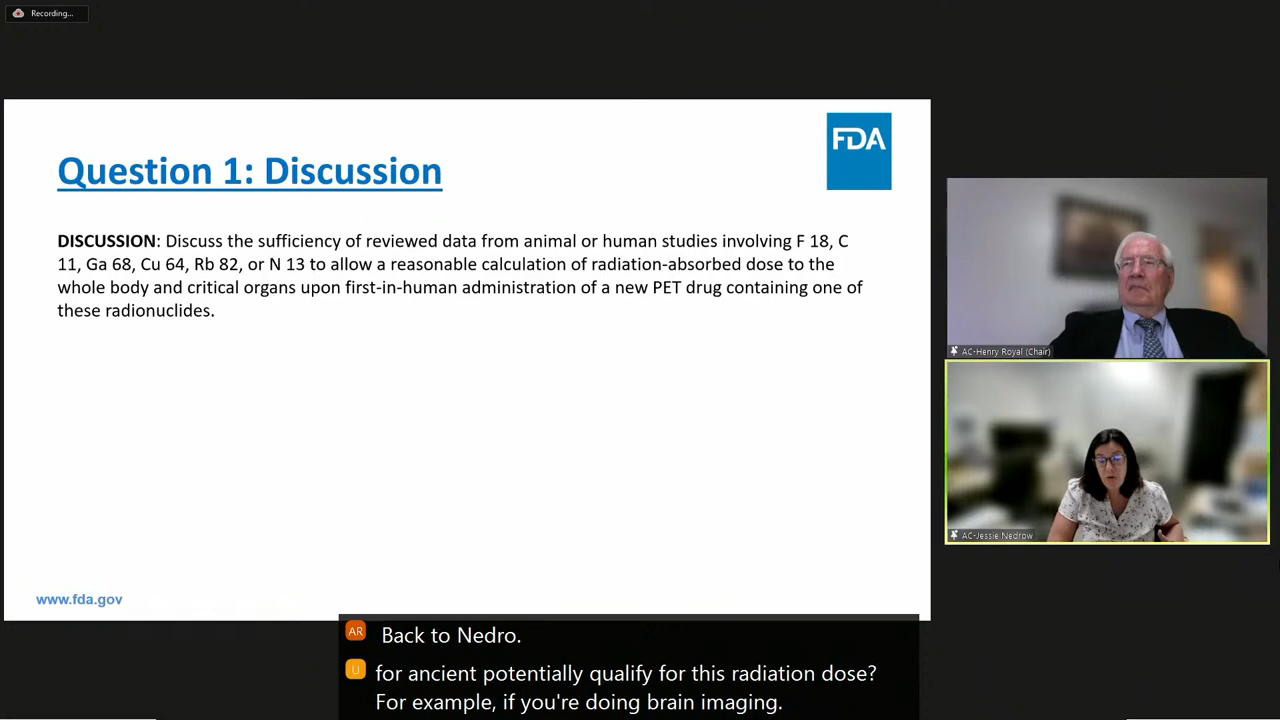 Recording...
FDA
Question 1: Discussion
DISCUSSION: Discuss the sufficiency of reviewed data from animal or human studies involving F 18, C
11, Ga 68, Cu 64, Rb 82, or N 13 to allow a reasonable calculation of radiation-absorbed dose to the
whole body and critical organs upon first-in-human administration of a new PET drug containing one of
these radionuclides.
AC-Henry Royal (Chair)
AC-Jessie Nedrow
www.fda.gov
AR Back to Nedro.
U for ancient potentially qualify for this radiation dose?
For example, if you're doing brain imaging.